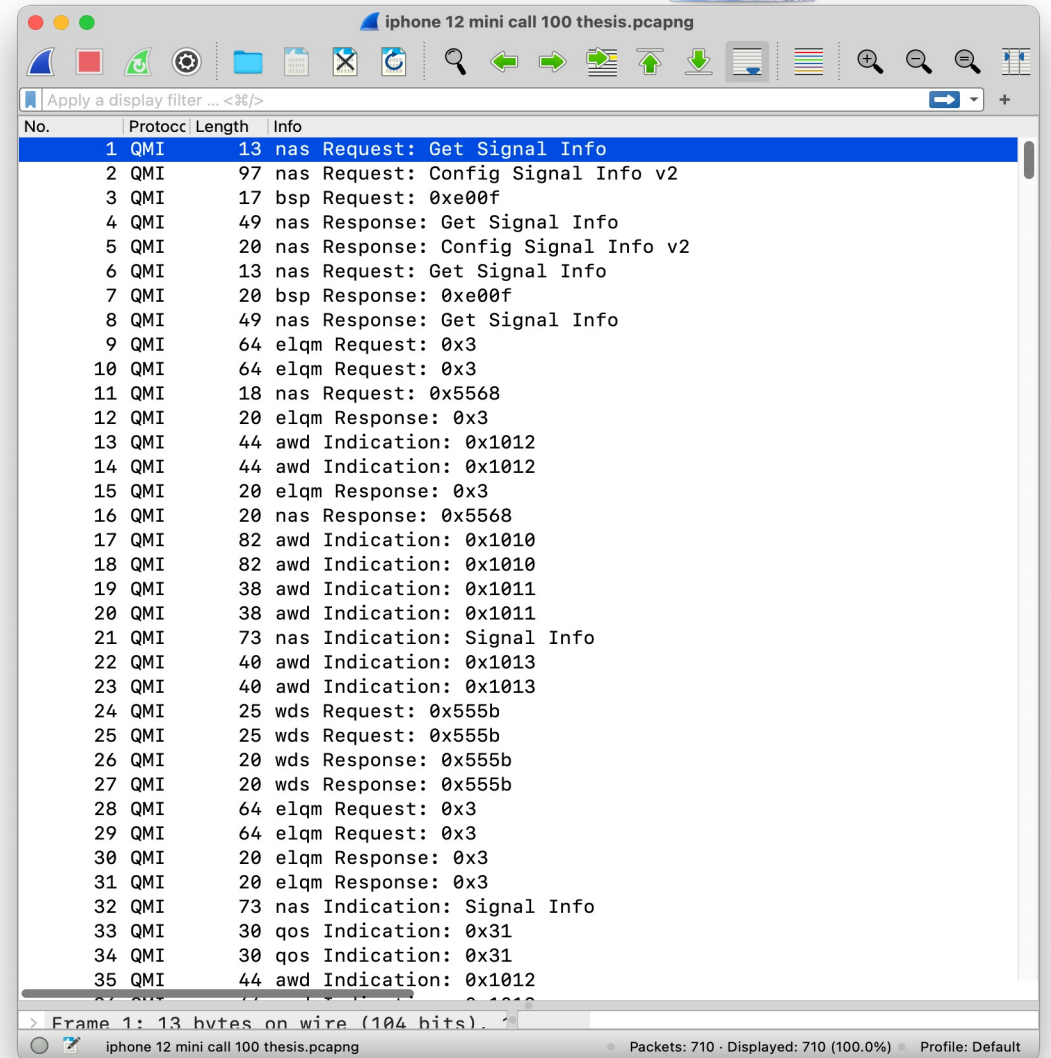 iphone 12 mini call 100 thesis.pcapng
Apply a display filter ... <⌘/>
+
No. Protocc Length Info
1 QMI 13 nas Request: Get Signal Info
2 QMI 97 nas Request: Config Signal Info v2
3 QMI 17 bsp Request: 0xe00f
4 QMI 49 nas Response: Get Signal Info
5 QMI 20 nas Response: Config Signal Info v2
6 QMI 13 nas Request: Get Signal Info
7 QMI 20 bsp Response: 0xe00f
8 QMI 49 nas Response: Get Signal Info
9 QMI 64 elqm Request: 0x3
10 QMI 64 elqm Request: 0x3
11 QMI 18 nas Request: 0x5568
12 QMI 20 elqm Response: 0x3
13 QMI 44 awd Indication: 0x1012
14 QMI 44 awd Indication: 0x1012
15 QMI 20 elqm Response: 0x3
16 QMI 20 nas Response: 0x5568
17 QMI 82 awd Indication: 0x1010
18 QMI 82 awd Indication: 0x1010
19 QMI 38 awd Indication: 0x1011
20 QMI 38 awd Indication: 0x1011
21 QMI 73 nas Indication: Signal Info
22 QMI 40 awd Indication: 0x1013
23 QMI 40 awd Indication: 0x1013
24 QMI 25 wds Request: 0x555b
25 QMI 25 wds Request: 0x555b
26 QMI 20 wds Response: 0x555b
27 QMI 20 wds Response: 0x555b
28 QMI 64 elqm Request: 0x3
29 QMI 64 elqm Request: 0x3
30 QMI 20 elqm Response: 0x3
31 QMI 20 elqm Response: 0x3
32 QMI 73 nas Indication: Signal Info
33 QMI 30 qos Indication: 0x31
34 QMI 30 qos Indication: 0x31
35 QMI 44 awd Indication: 0x1012
> Frame 1: 13 bytes on wire (104 bits),
iphone 12 mini call 100 thesis.pcapng Packets: 710 · Displayed: 710 (100.0%) Profile: Default